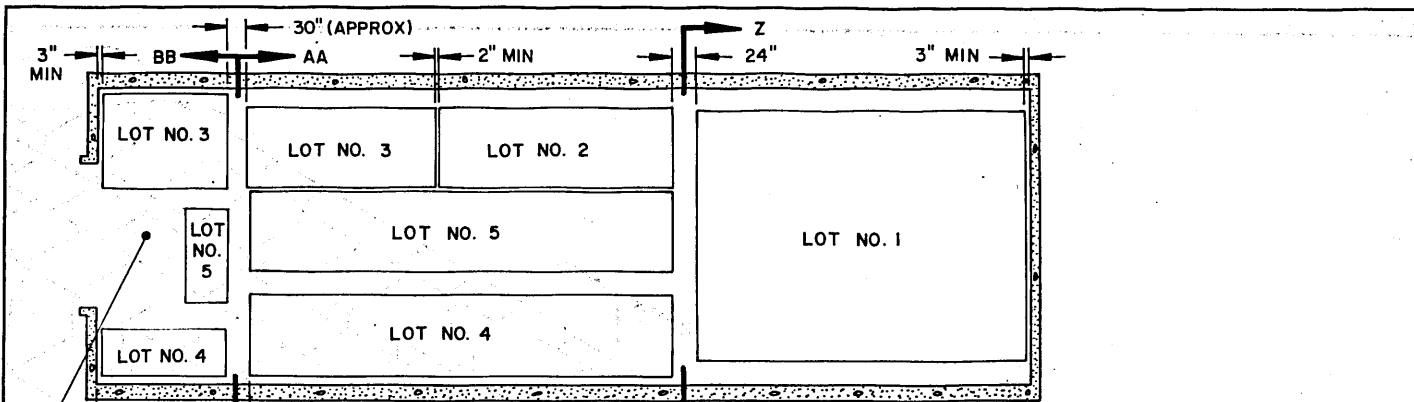 30" (APPROX)
Z
3" MIN
BB
AA
2" MIN
24"
3" MIN
LOT NO. 3
LOT NO. 3
LOT NO. 2
LOT NO. 5
LOT NO. 5
LOT NO. 1
LOT NO. 4
LOT NO. 4